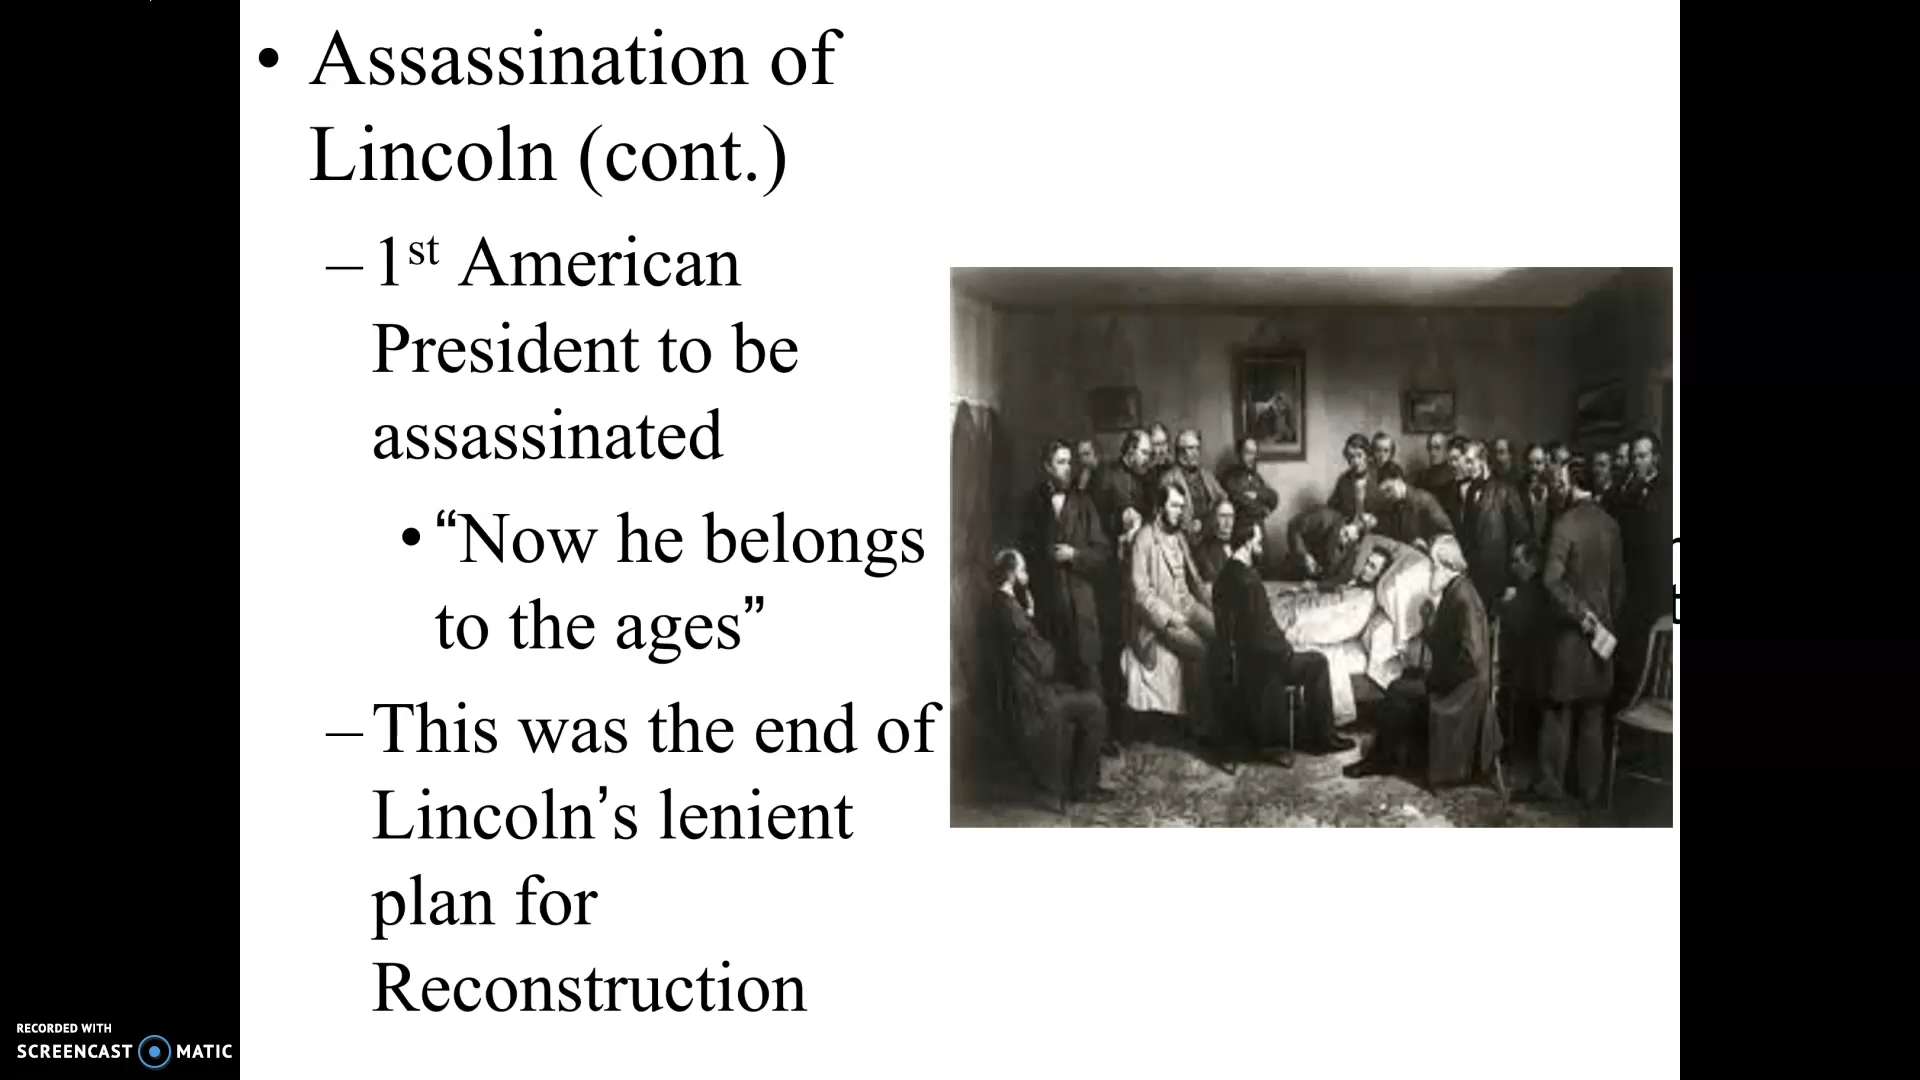 • Assassination of
Lincoln (cont.)
– 1st American
President to be
assassinated
• “Now he belongs
to the ages”
– This was the end of
Lincoln’s lenient
plan for
Reconstruction
RECORDED WITH
SCREENCAST MATIC